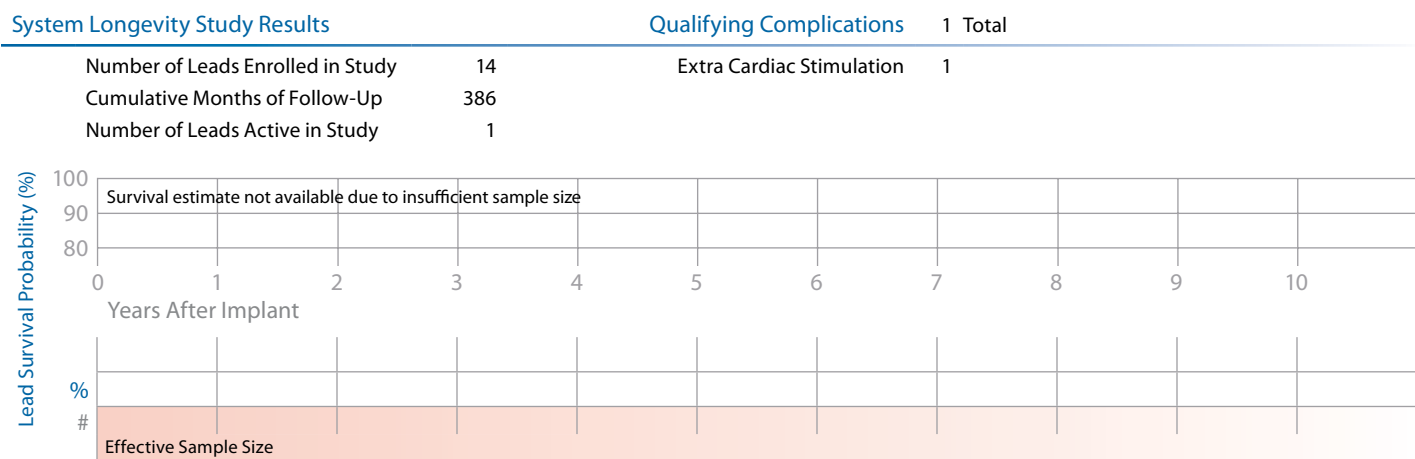 System Longevity Study Results
Qualifying Complications 1 Total
Number of Leads Enrolled in Study 14
Extra Cardiac Stimulation 1
Cumulative Months of Follow-Up 386
Number of Leads Active in Study 1
Lead Survival Probability (%)
100
Survival estimate not available due to insufficient sample size
90
80
0 1 2 3 4 5 6 7 8 9 10
Years After Implant
%
#
Effective Sample Size